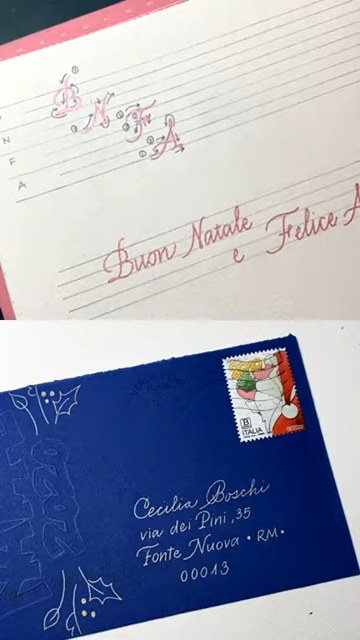 B
N
F
A
N
F
A
Buon Natale
e Felice A
B
ITALIA
Cecilia Boschi
via dei Pini, 35
Fonte Nuova • RM •
00013